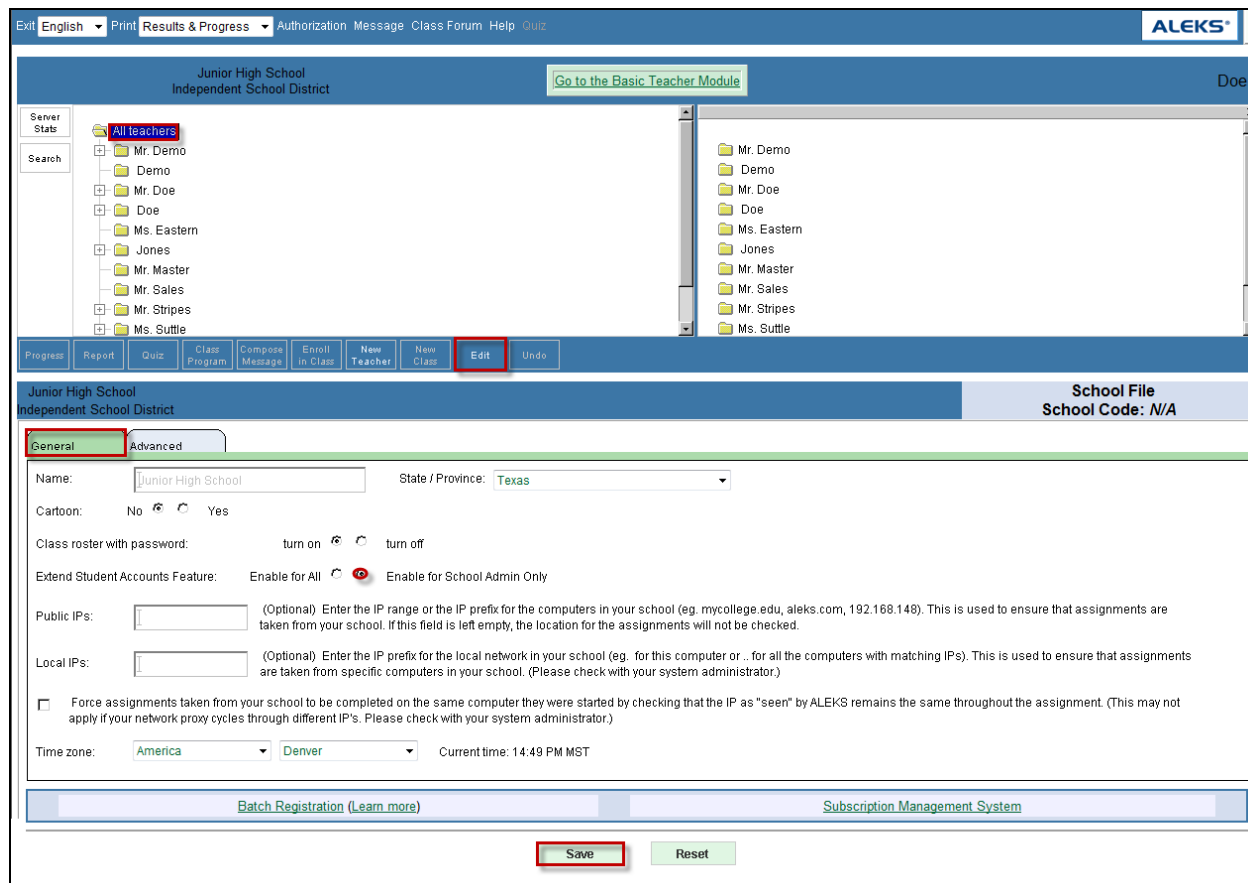 Exit English Print Results & Progress Authorization Message Class Forum Help Quiz
ALEKS®
Junior High School
Independent School District
Go to the Basic Teacher Module
Doe
Server
Stats
Search
All teachers
Mr. Demo
Demo
Mr. Doe
Doe
Ms. Eastern
Jones
Mr. Master
Mr. Sales
Mr. Stripes
Ms. Suttle
Mr. Demo
Demo
Mr. Doe
Doe
Ms. Eastern
Jones
Mr. Master
Mr. Sales
Mr. Stripes
Ms. Suttle
Progress
Report
Quiz
Class
Program
Compose
Message
Enroll
in Class
New
Teacher
New
Class
Edit
Undo
Junior High School
Independent School District
School File
School Code: N/A
General
Advanced
Name: Junior High School State / Province: Texas
Cartoon: No Yes
Class roster with password: turn on turn off
Extend Student Accounts Feature: Enable for All Enable for School Admin Only
Public IPs: (Optional) Enter the IP range or the IP prefix for the computers in your school (eg. mycollege.edu, aleks.com, 192.168.148). This is used to ensure that assignments are
taken from your school. If this field is left empty, the location for the assignments will not be checked.
Local IPs: (Optional) Enter the IP prefix for the local network in your school (eg. for this computer or .. for all the computers with matching IPs). This is used to ensure that assignments
are taken from specific computers in your school. (Please check with your system administrator.)
Force assignments taken from your school to be completed on the same computer they were started by checking that the IP as "seen" by ALEKS remains the same throughout the assignment. (This may not
apply if your network proxy cycles through different IP's. Please check with your system administrator.)
Time zone: America Denver Current time: 14:49 PM MST
Batch Registration (Learn more)
Subscription Management System
Save
Reset